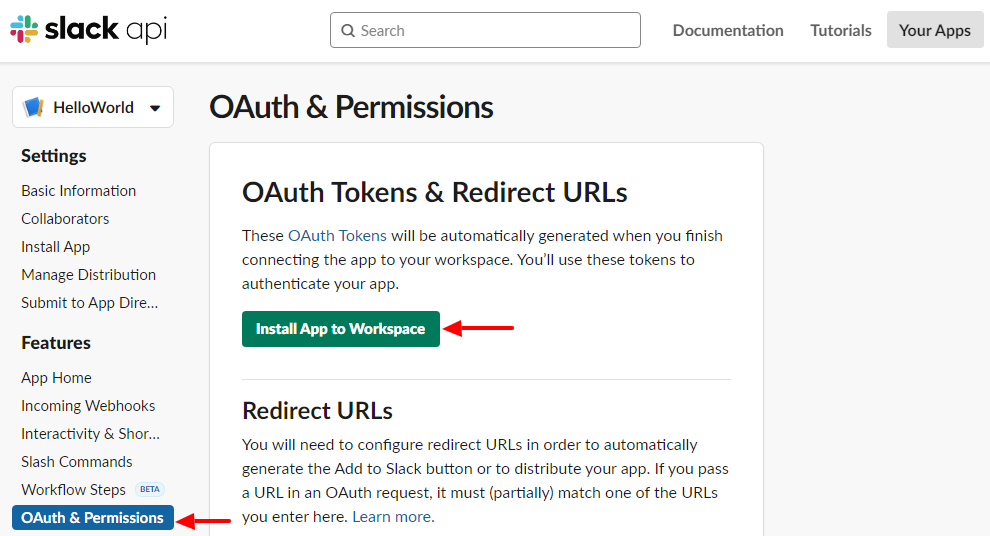 slack api
Search
Documentation
Tutorials
Your Apps
HelloWorld
Settings
Basic Information
Collaborators
Install App
Manage Distribution
Submit to App Dire...
Features
App Home
Incoming Webhooks
Interactivity & Shor...
Slash Commands
Workflow Steps BETA
OAuth & Permissions
OAuth & Permissions
OAuth Tokens & Redirect URLs
These OAuth Tokens will be automatically generated when you finish
connecting the app to your workspace. You’ll use these tokens to
authenticate your app.
Install App to Workspace
Redirect URLs
You will need to configure redirect URLs in order to automatically
generate the Add to Slack button or to distribute your app. If you pass
a URL in an OAuth request, it must (partially) match one of the URLs
you enter here. Learn more.